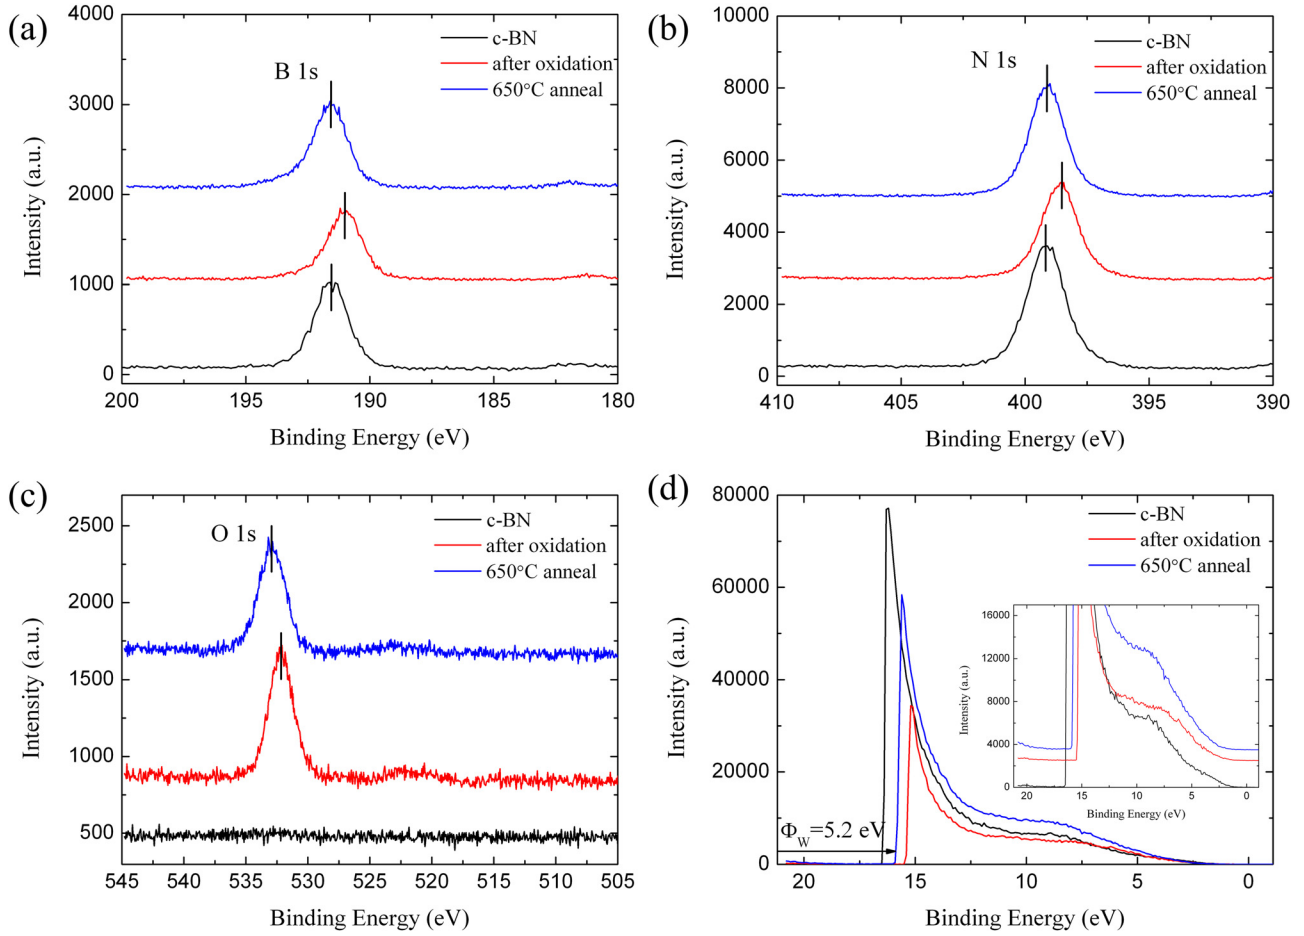 (a)
4000
3000
2000
1000
0
Intensity (a.u.)
B 1s
c-BN
after oxidation
650°C anneal
200 195 190 185 180
Binding Energy (eV)
(b)
10000
8000
6000
4000
2000
0
Intensity (a.u.)
N 1s
c-BN
after oxidation
650°C anneal
410 405 400 395 390
Binding Energy (eV)
(c)
2500
2000
1500
1000
500
Intensity (a.u.)
O 1s
c-BN
after oxidation
650°C anneal
545 540 535 530 525 520 515 510 505
Binding Energy (eV)
(d)
80000
60000
40000
20000
0
Intensity (a.u.)
c-BN
after oxidation
650°C anneal
16000
12000
8000
4000
0
Intensity (a.u.)
20 15 10 5 0
Binding Energy (eV)
Φ_W=5.2 eV
20 15 10 5 0
Binding Energy (eV)